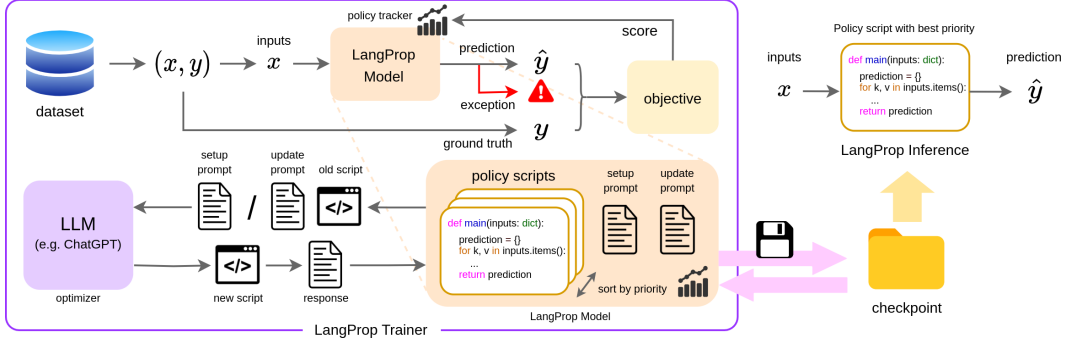 policy tracker
score
inputs
dataset
(x, y)
x
LangProp
Model
prediction
ŷ
exception
y
ground truth
objective
setup
prompt
/
update
prompt
old script
</>
LLM
(e.g. ChatGPT)
optimizer
</>
new script
response
policy scripts
def main(inputs: dict):
prediction = {}
for k, v in inputs.items():
...
return prediction
setup
prompt
update
prompt
sort by priority
LangProp Model
LangProp Trainer
checkpoint
Policy script with best priority
inputs
x
def main(inputs: dict):
prediction = {}
for k, v in inputs.items():
...
return prediction
prediction
ŷ
LangProp Inference